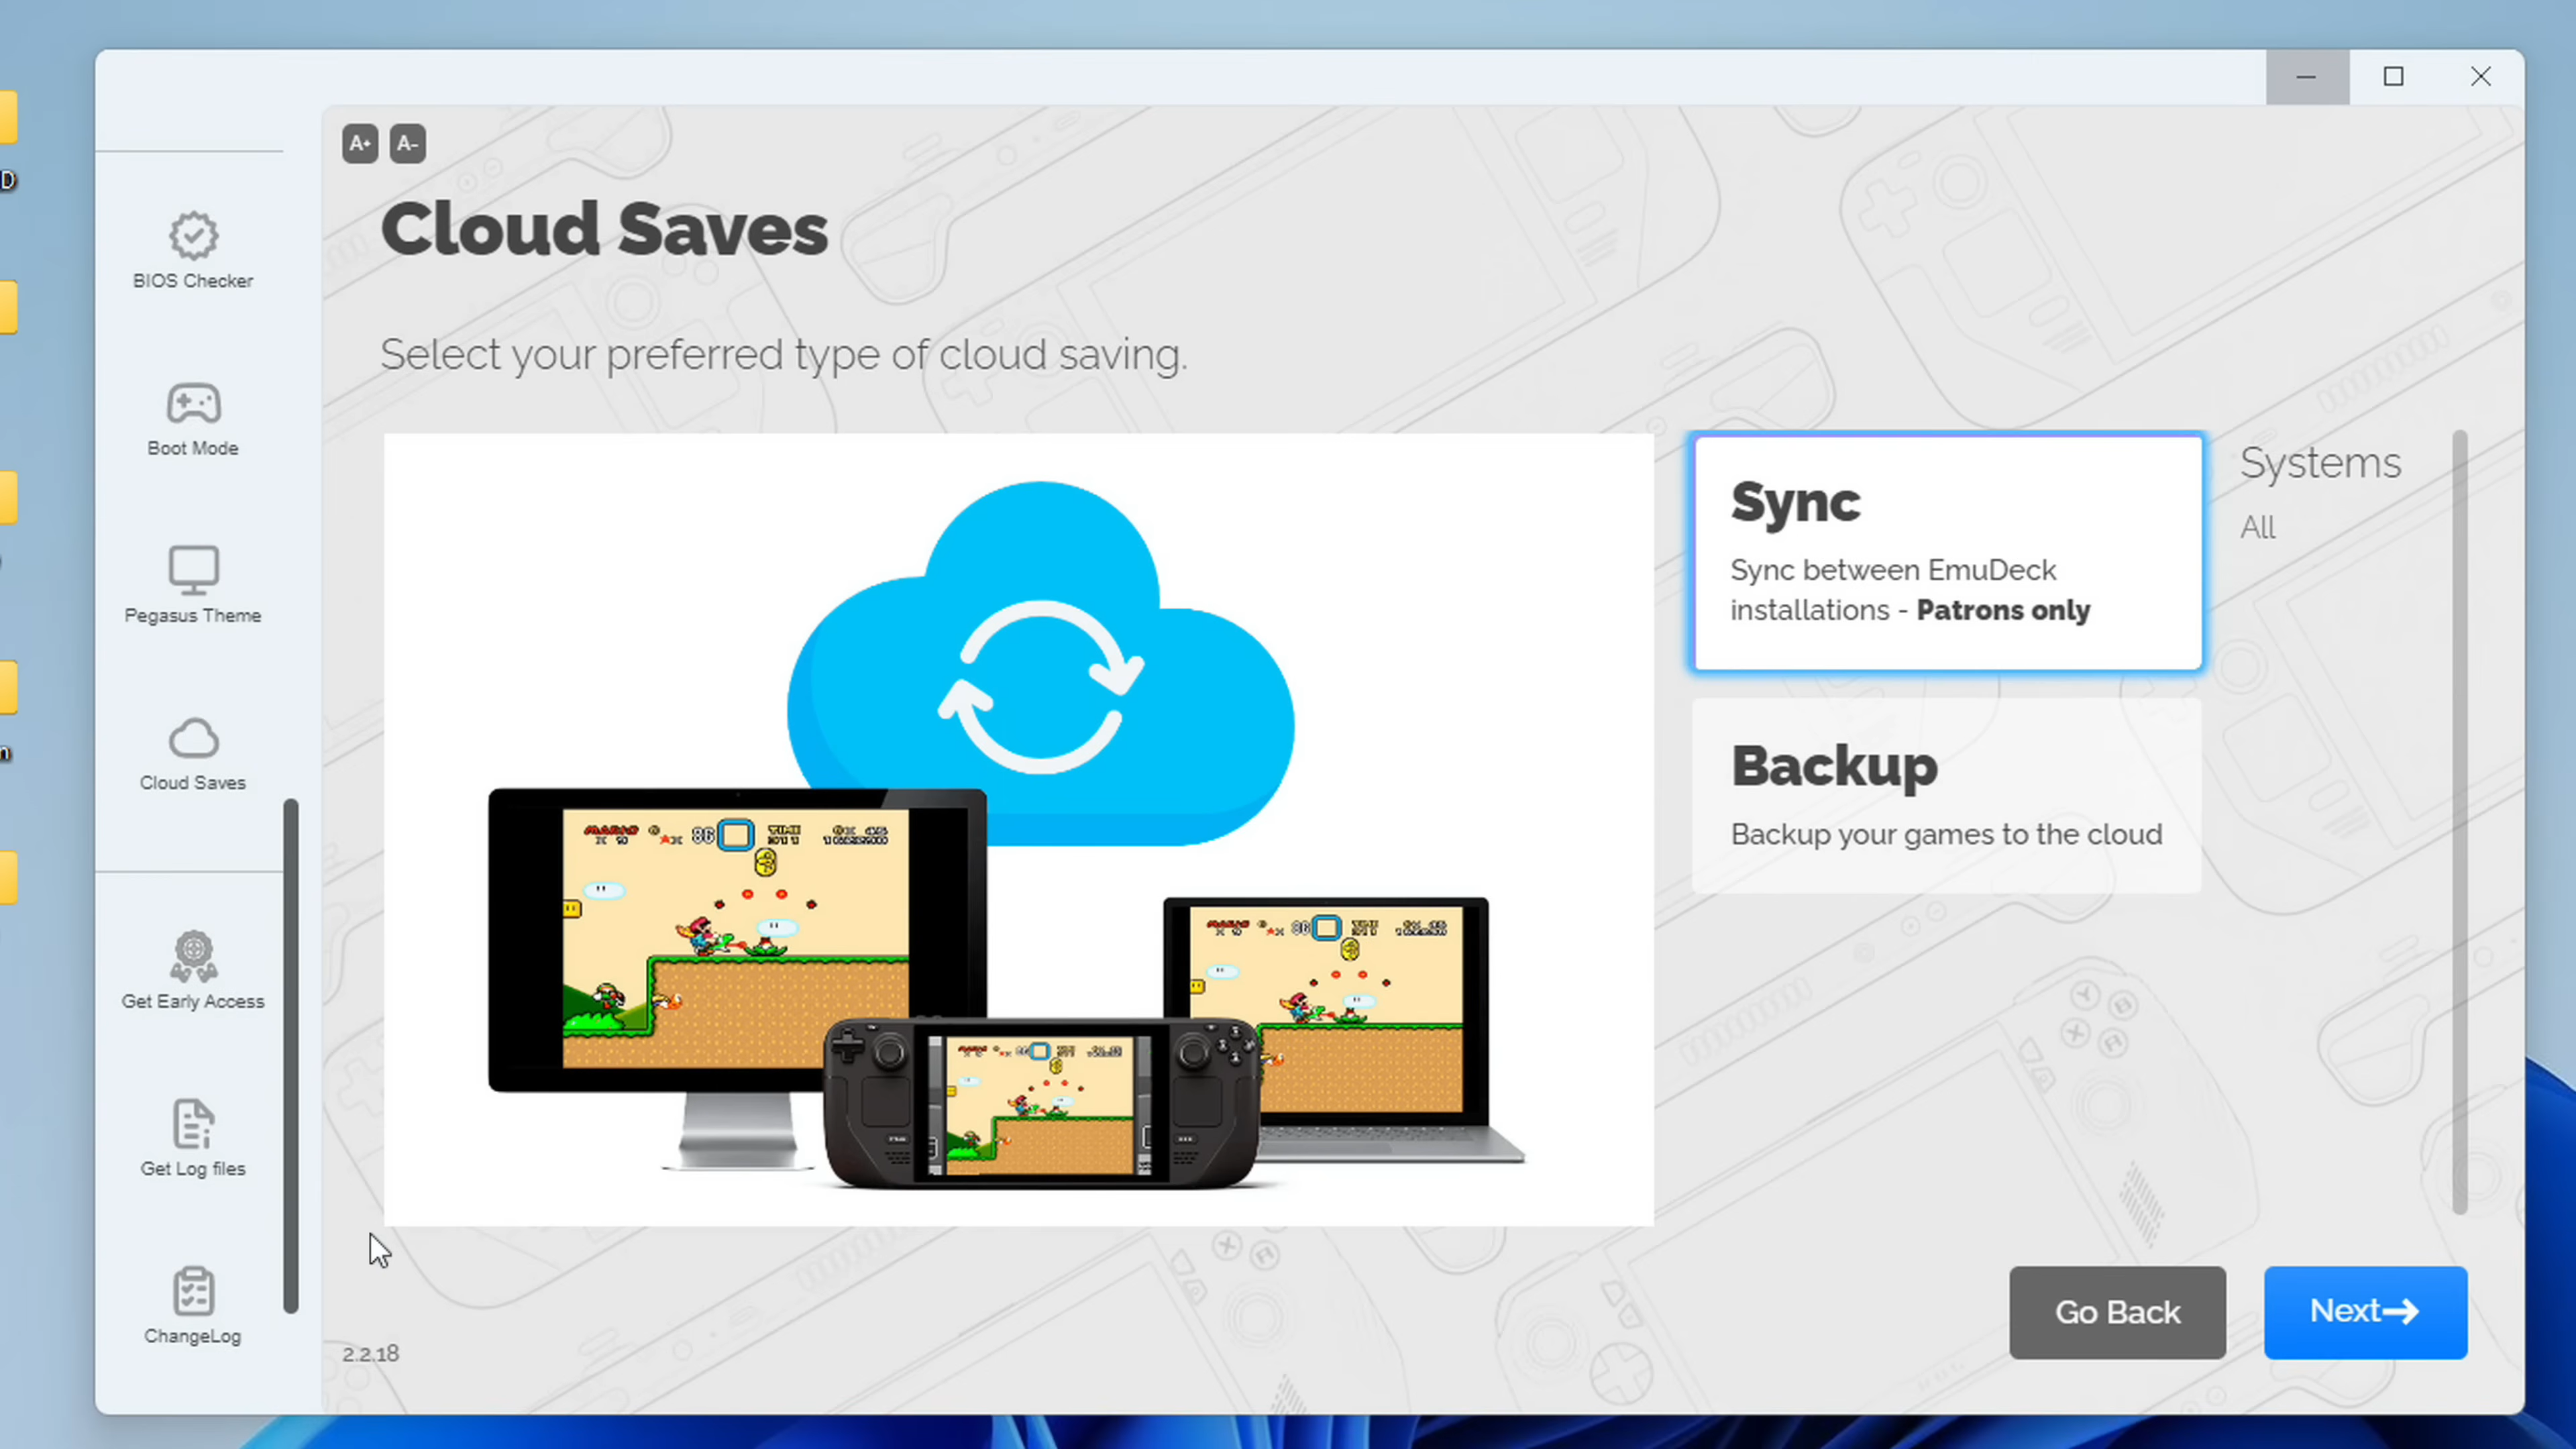 D
n
BIOS Checker
Boot Mode
Pegasus Theme
Cloud Saves
Get Early Access
Get Log files
ChangeLog
A+ A-
Cloud Saves
Select your preferred type of cloud saving.
MARIO
TIME
Sync
Sync between EmuDeck
installations - Patrons only
Backup
Backup your games to the cloud
Systems
All
2.2.18
Go Back
Next